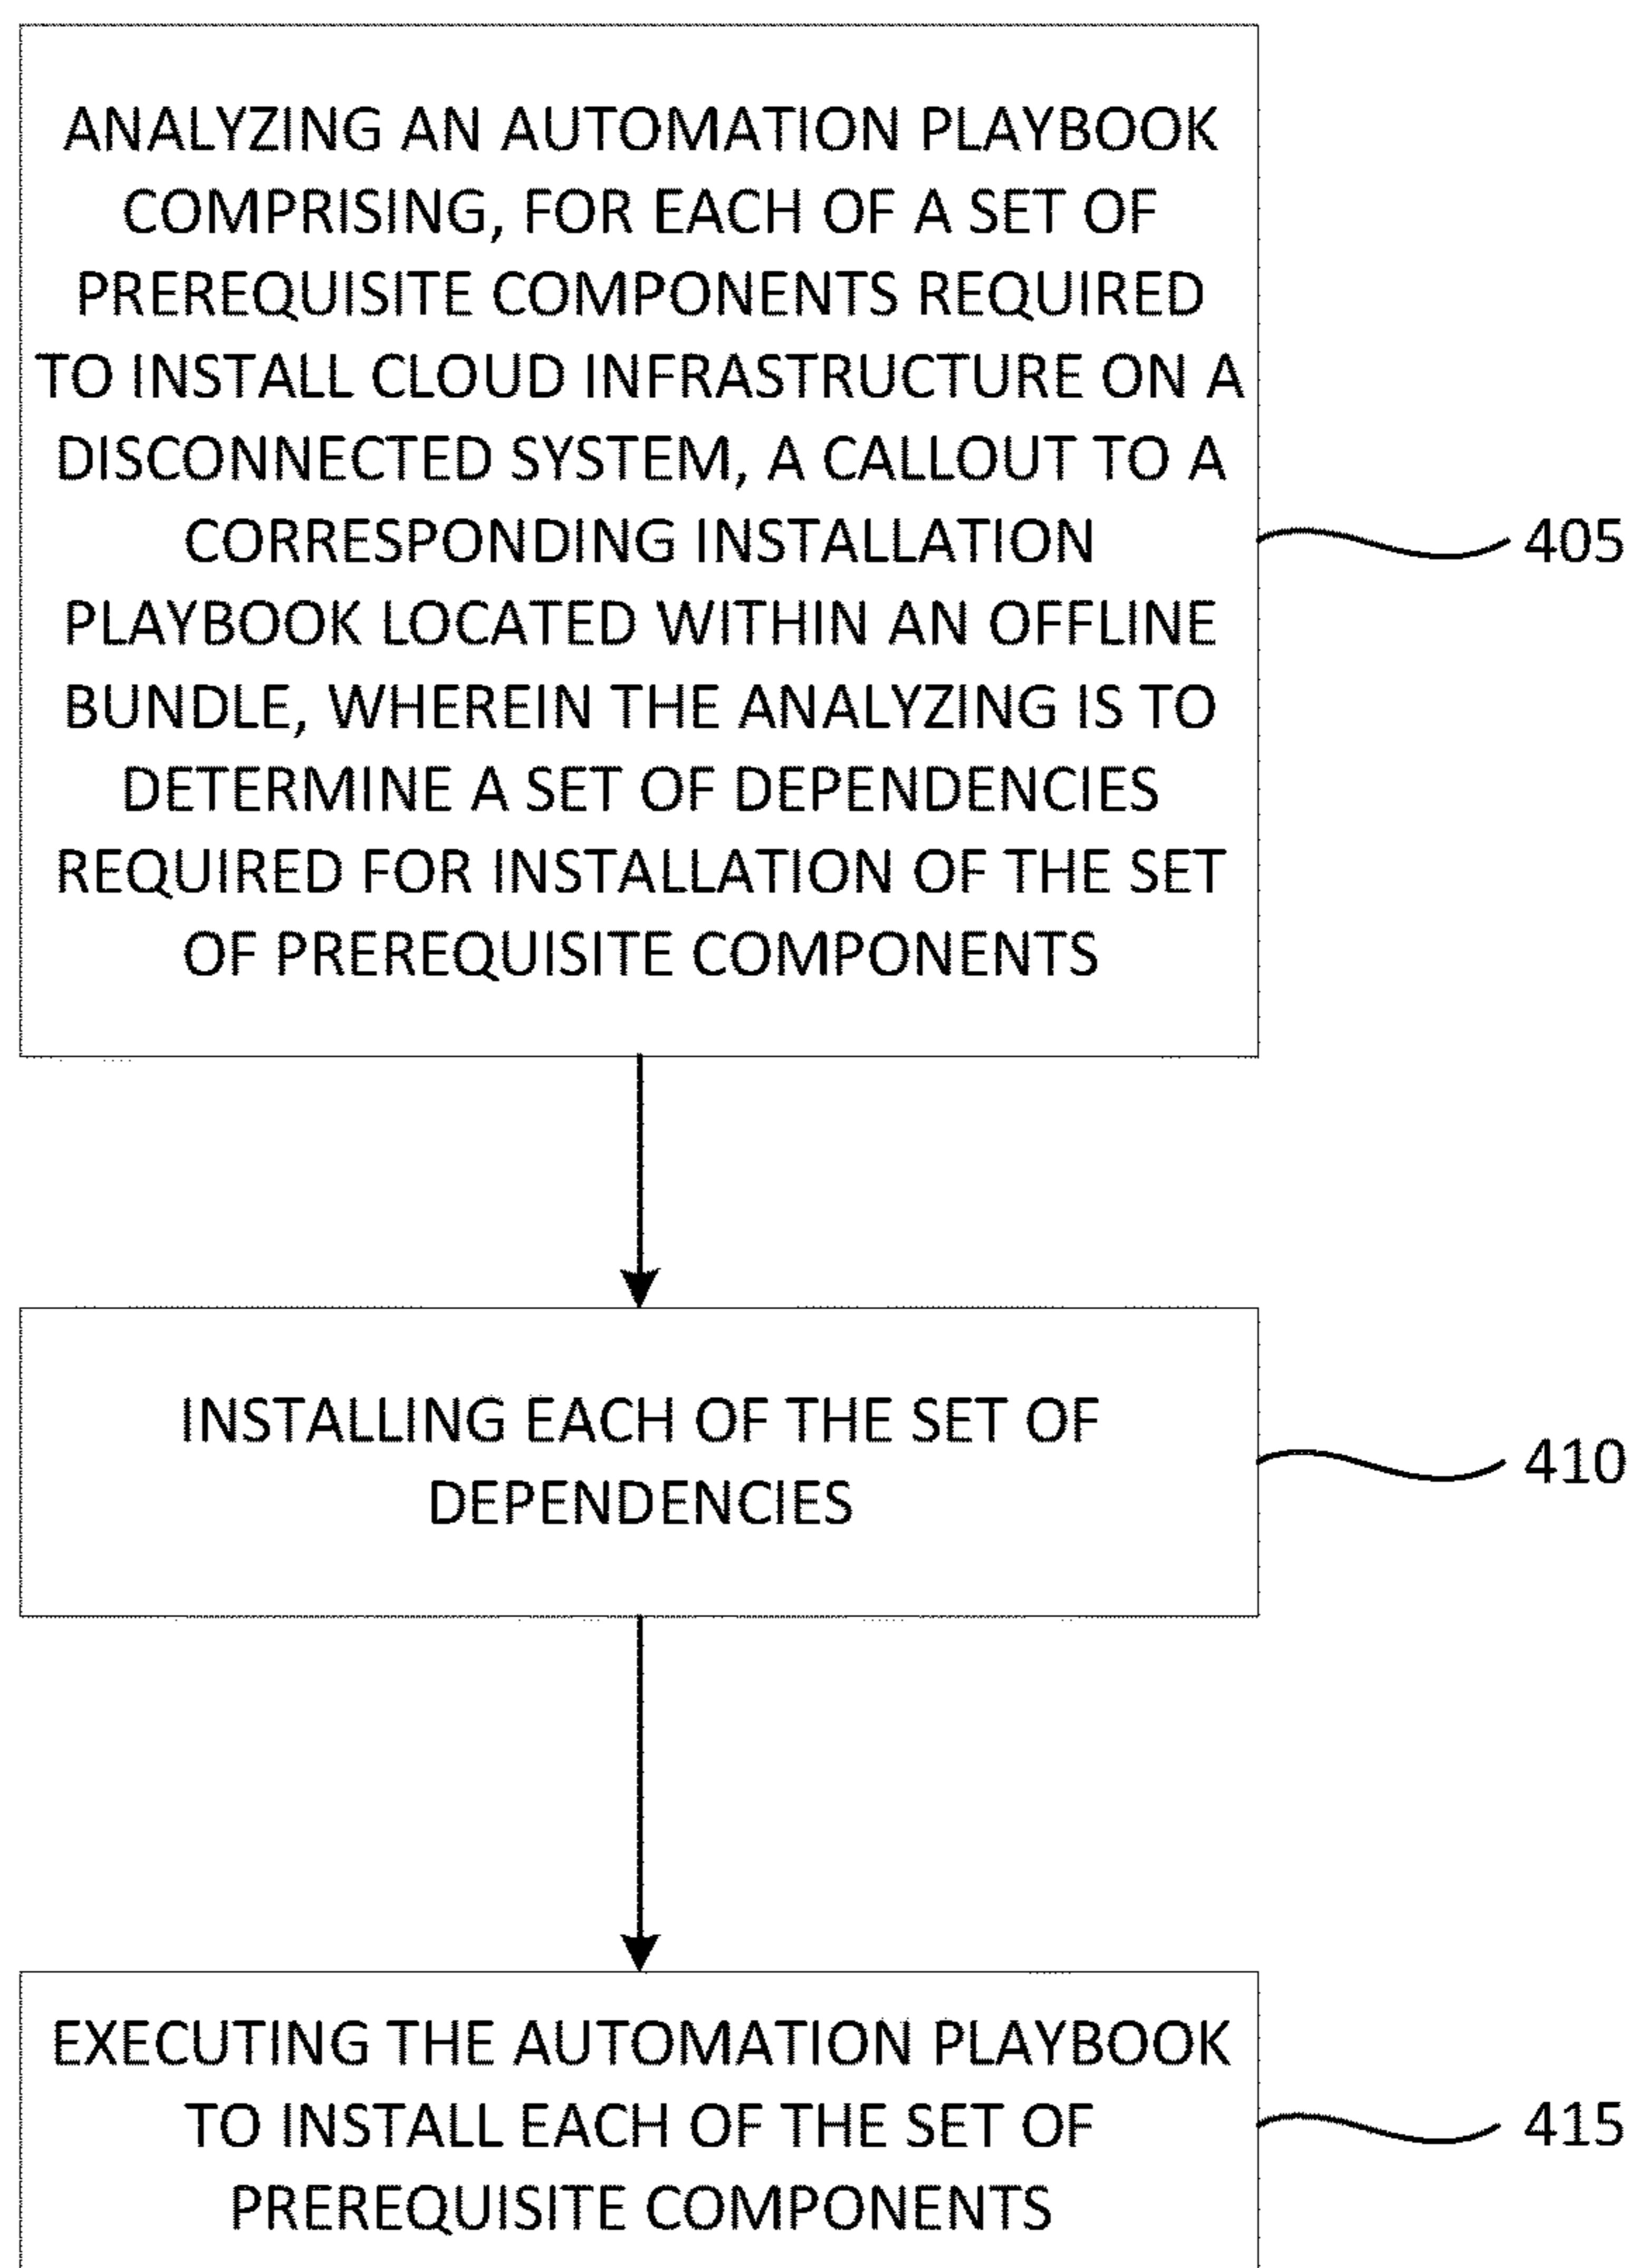 ANALYZING AN AUTOMATION PLAYBOOK
COMPRISING, FOR EACH OF A SET OF
PREREQUISITE COMPONENTS REQUIRED
TO INSTALL CLOUD INFRASTRUCTURE ON A
DISCONNECTED SYSTEM, A CALLOUT TO A
CORRESPONDING INSTALLATION
PLAYBOOK LOCATED WITHIN AN OFFLINE
BUNDLE, WHEREIN THE ANALYZING IS TO
DETERMINE A SET OF DEPENDENCIES
REQUIRED FOR INSTALLATION OF THE SET
OF PREREQUISITE COMPONENTS
405
INSTALLING EACH OF THE SET OF
DEPENDENCIES
410
EXECUTING THE AUTOMATION PLAYBOOK
TO INSTALL EACH OF THE SET OF
PREREQUISITE COMPONENTS
415